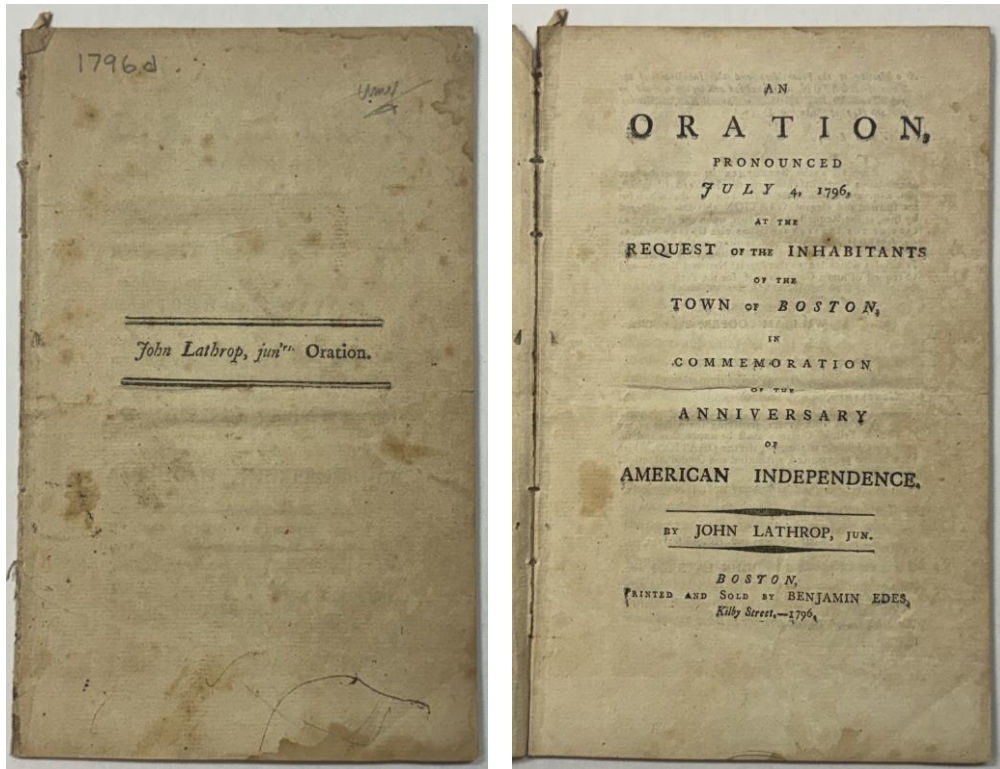 1796d.
John Lathrop, jun'rs. Oration.
AN
ORATION,
PRONOUNCED
JULY 4, 1796,
AT THE
REQUEST OF THE INHABITANTS
OF THE
TOWN OF BOSTON,
IN
COMMEMORATION
OF THE
ANNIVERSARY
OF
AMERICAN INDEPENDENCE.
BY JOHN LATHROP, JUN.
BOSTON,
PRINTED AND SOLD BY BENJAMIN EDES,
Kilby Street,—1796.